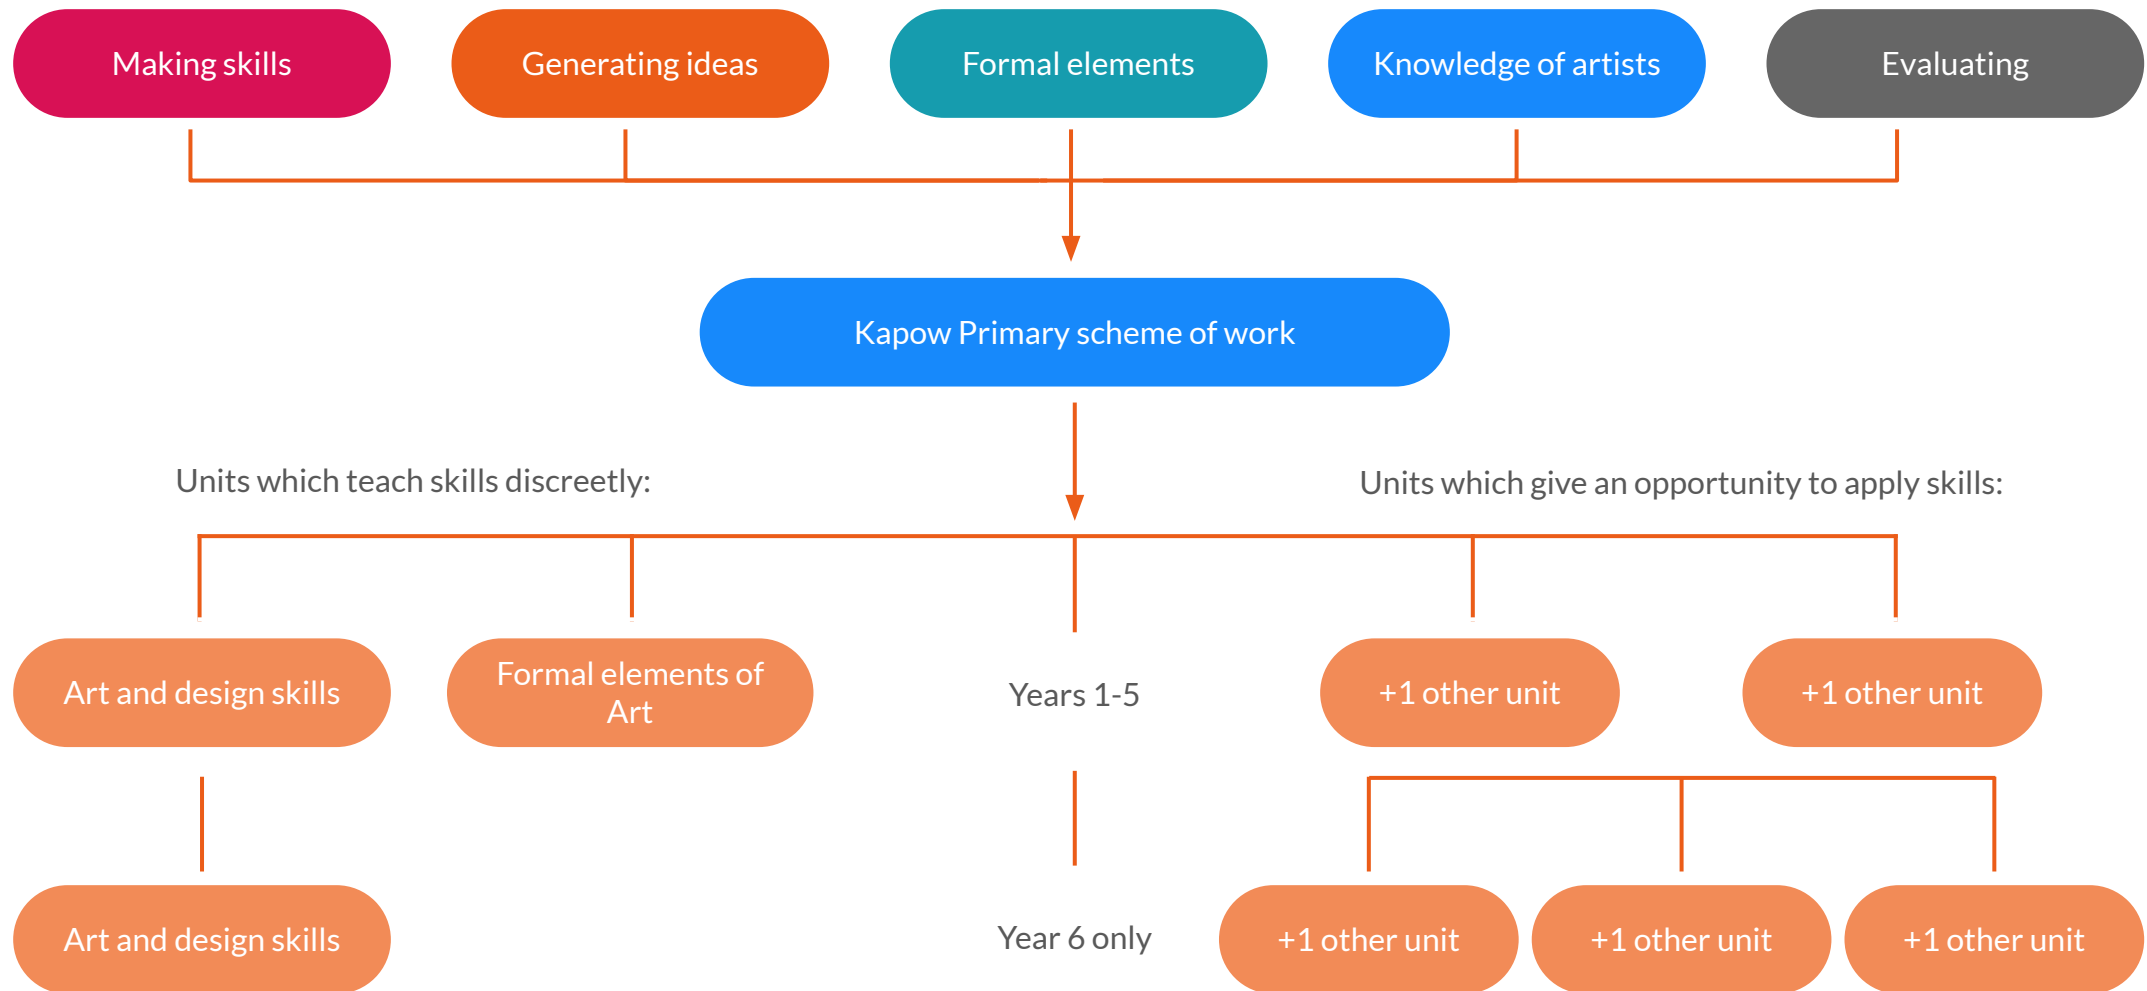 Making skills
Generating ideas
Formal elements
Knowledge of artists
Evaluating
Kapow Primary scheme of work
Units which teach skills discreetly:
Units which give an opportunity to apply skills:
Art and design skills
Formal elements of
Art
Years 1-5
+1 other unit
+1 other unit
Art and design skills
Year 6 only
+1 other unit
+1 other unit
+1 other unit